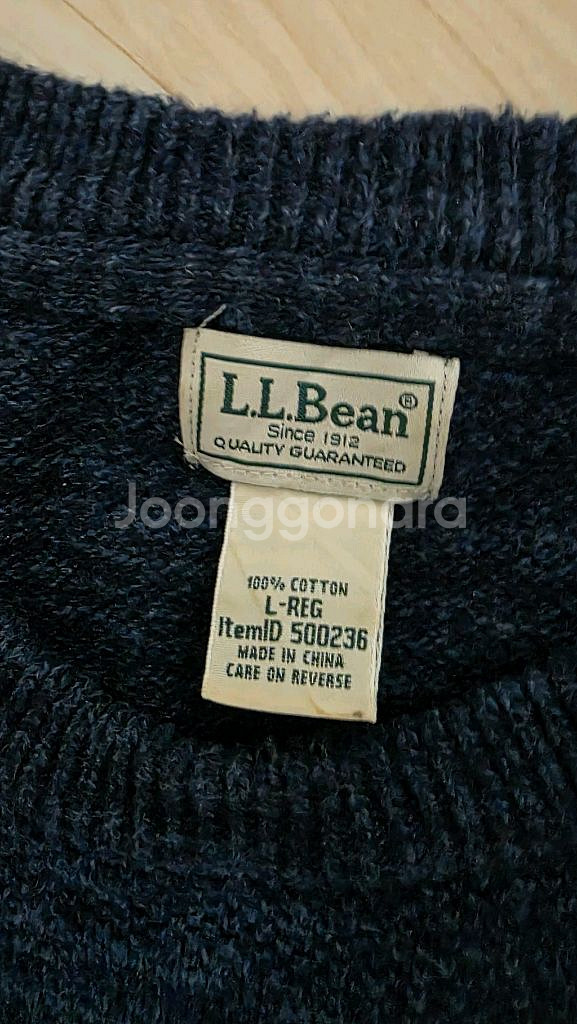 L.L.Bean®
Since 1912
QUALITY GUARANTEED
Joonggonara
100% COTTON
L-REG
ItemID 500236
MADE IN CHINA
CARE ON REVERSE